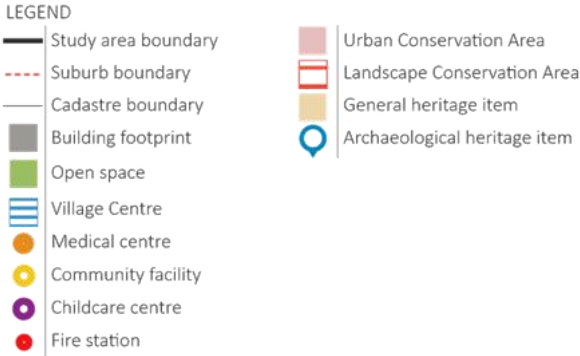 LEGEND
Study area boundary
Suburb boundary
Cadastre boundary
Building footprint
Open space
Village Centre
Medical centre
Community facility
Childcare centre
Fire station
Urban Conservation Area
Landscape Conservation Area
General heritage item
Archaeological heritage item